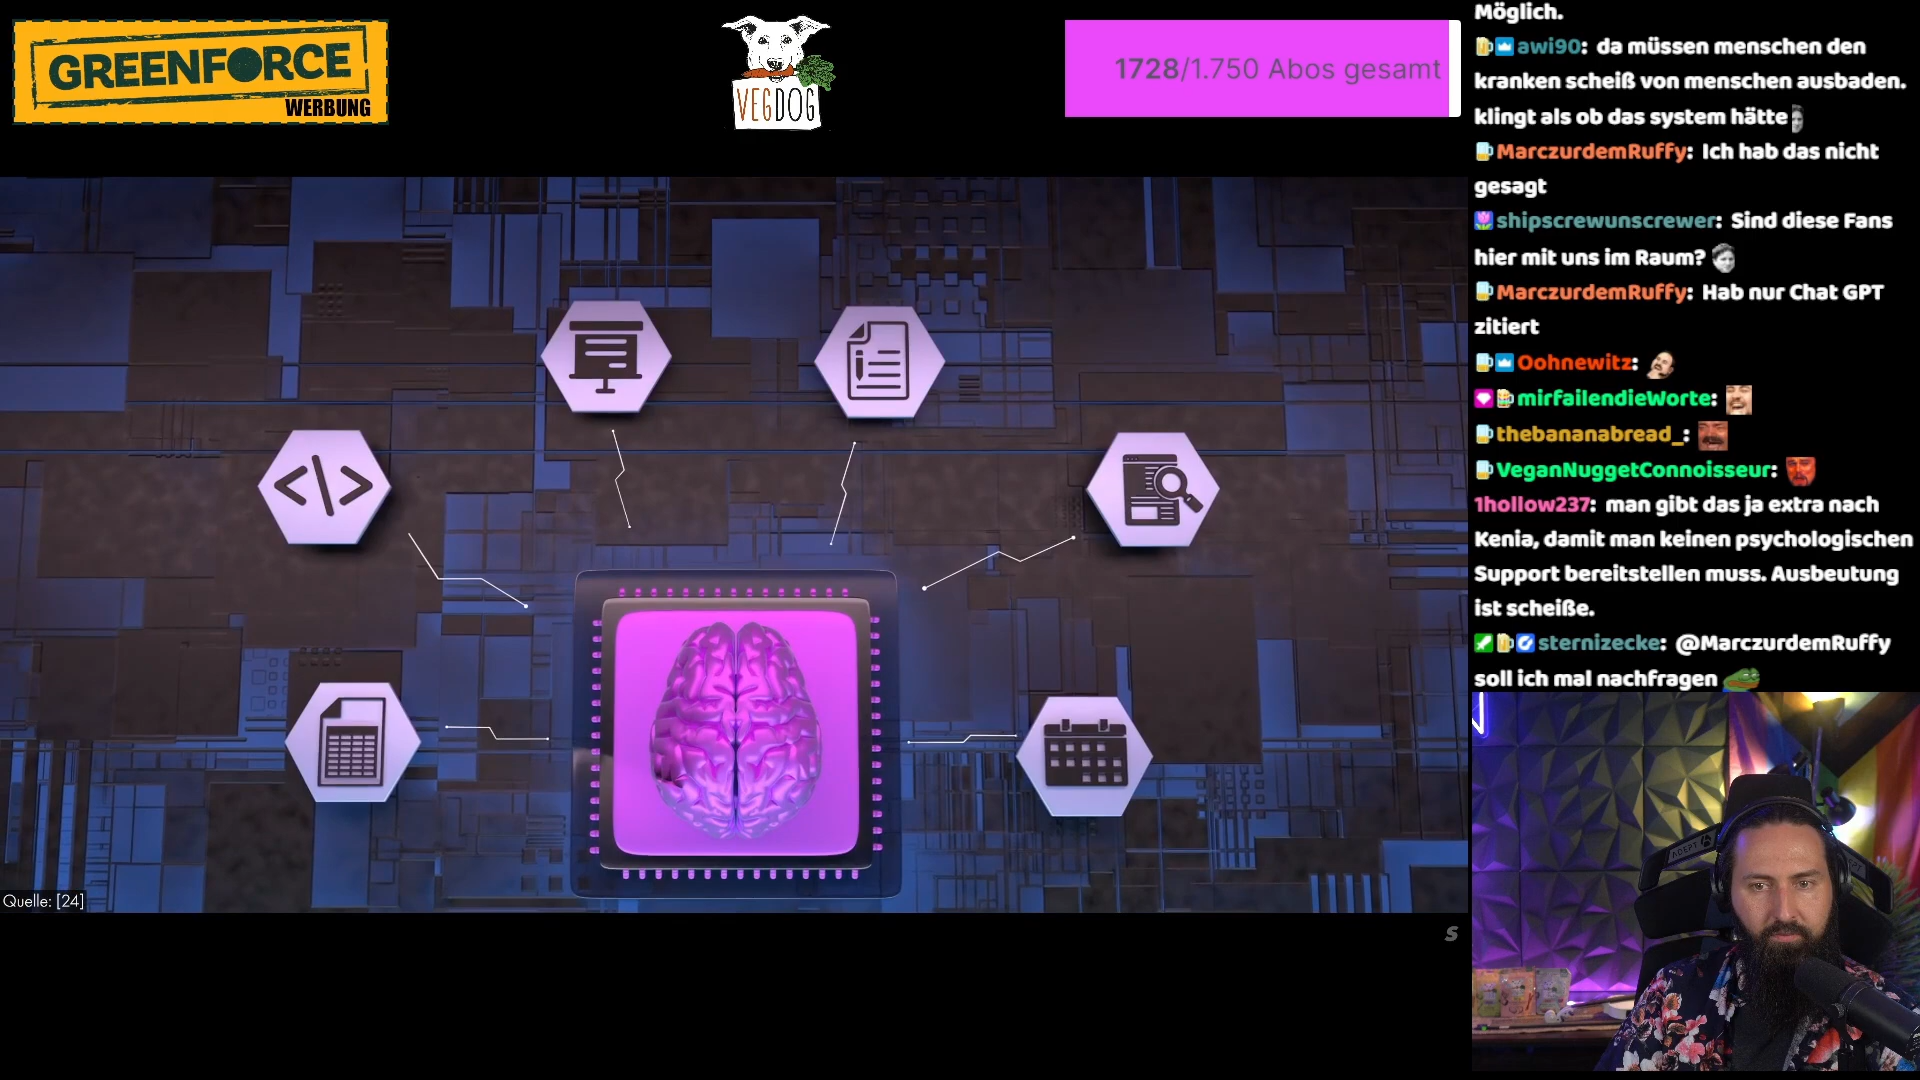 GREENFORCE
WERBUNG
VEGDOG
1728/1.750 Abos gesamt
Möglich.
awi90: da müssen menschen den
kranken scheiß von menschen ausbaden.
klingt als ob das system hätte
MarczurdemRuffy: Ich hab das nicht
gesagt
shipscrewunscrewer: Sind diese Fans
hier mit uns im Raum?
MarczurdemRuffy: Hab nur Chat GPT
zitiert
Oohnewitz:
mirfailendieWorte:
thebananabread_:
VeganNuggetConnoisseur:
1hollow237: man gibt das ja extra nach
Kenia, damit man keinen psychologischen
Support bereitstellen muss. Ausbeutung
ist scheiße.
sternizecke: @MarczurdemRuffy
soll ich mal nachfragen
</>
Quelle: [24]
S
ADEPT